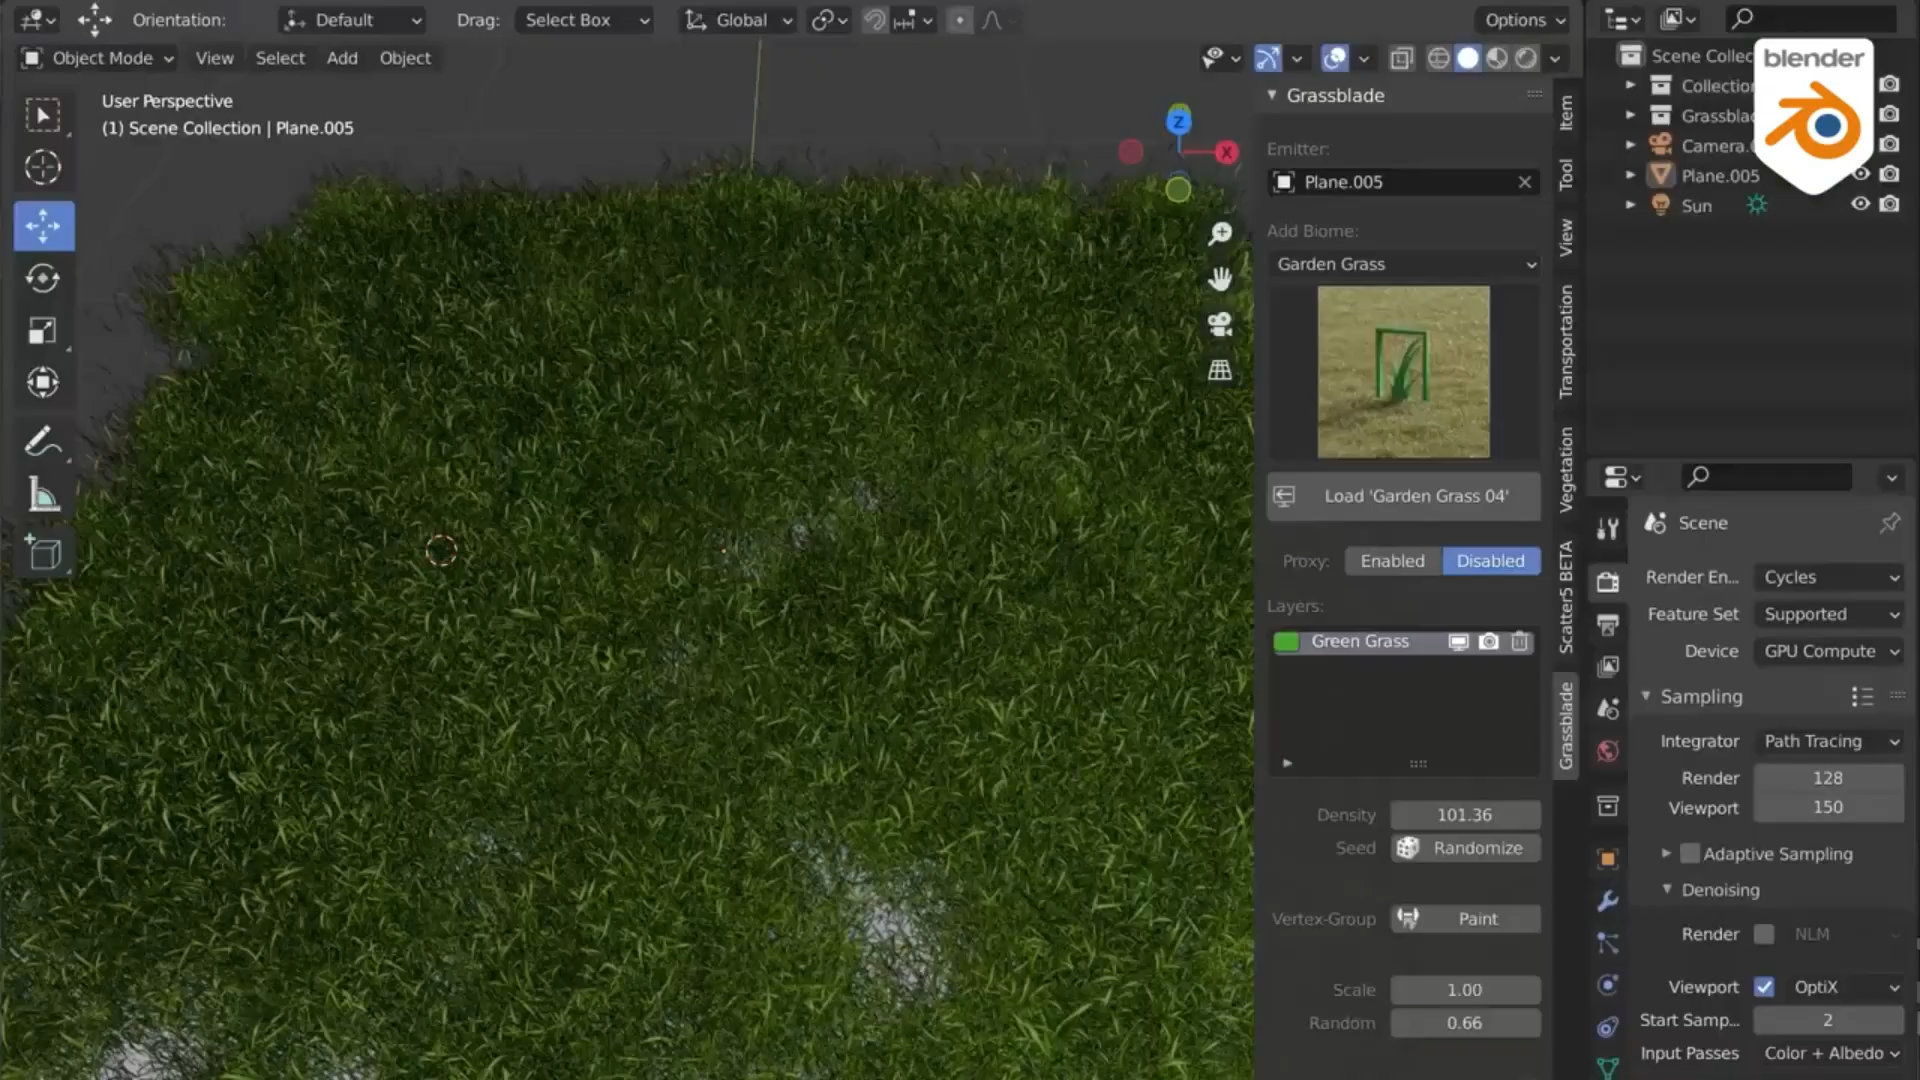 Orientation:
Default
Drag:
Select Box
Global
Options
Object Mode
View
Select
Add
Object
User Perspective
(1) Scene Collection | Plane.005
Z
X
Grassblade
Emitter:
Plane.005
Add Biome:
Garden Grass
Load 'Garden Grass 04'
Proxy:
Enabled
Disabled
Layers:
Green Grass
Density
101.36
Seed
Randomize
Vertex-Group
Paint
Scale
1.00
Random
0.66
Item
Tool
View
Transportation
Vegetation
Scatter5 BETA
Grassblade
Scene Collec
Collection
Grassbla
Camera.
Plane.005
Sun
blender
Scene
Render En...
Cycles
Feature Set
Supported
Device
GPU Compute
Sampling
Integrator
Path Tracing
Render
128
Viewport
150
Adaptive Sampling
Denoising
Render
NLM
Viewport
OptiX
Start Samp...
2
Input Passes
Color + Albedo